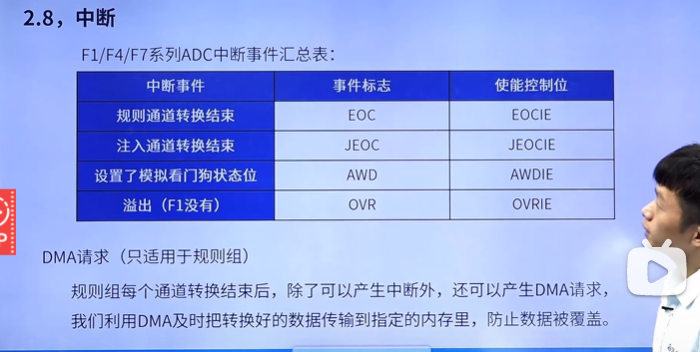 2.8，中断
F1/F4/F7系列ADC中断事件汇总表：
中断事件 事件标志 使能控制位
规则通道转换结束 EOC EOCIE
注入通道转换结束 JEOC JEOCIE
设置了模拟看门狗状态位 AWD AWDIE
溢出（F1没有） OVR OVRIE
DMA请求（只适用于规则组）
规则组每个通道转换结束后，除了可以产生中断外，还可以产生DMA请求，
我们利用DMA及时把转换好的数据传输到指定的内存里，防止数据被覆盖。